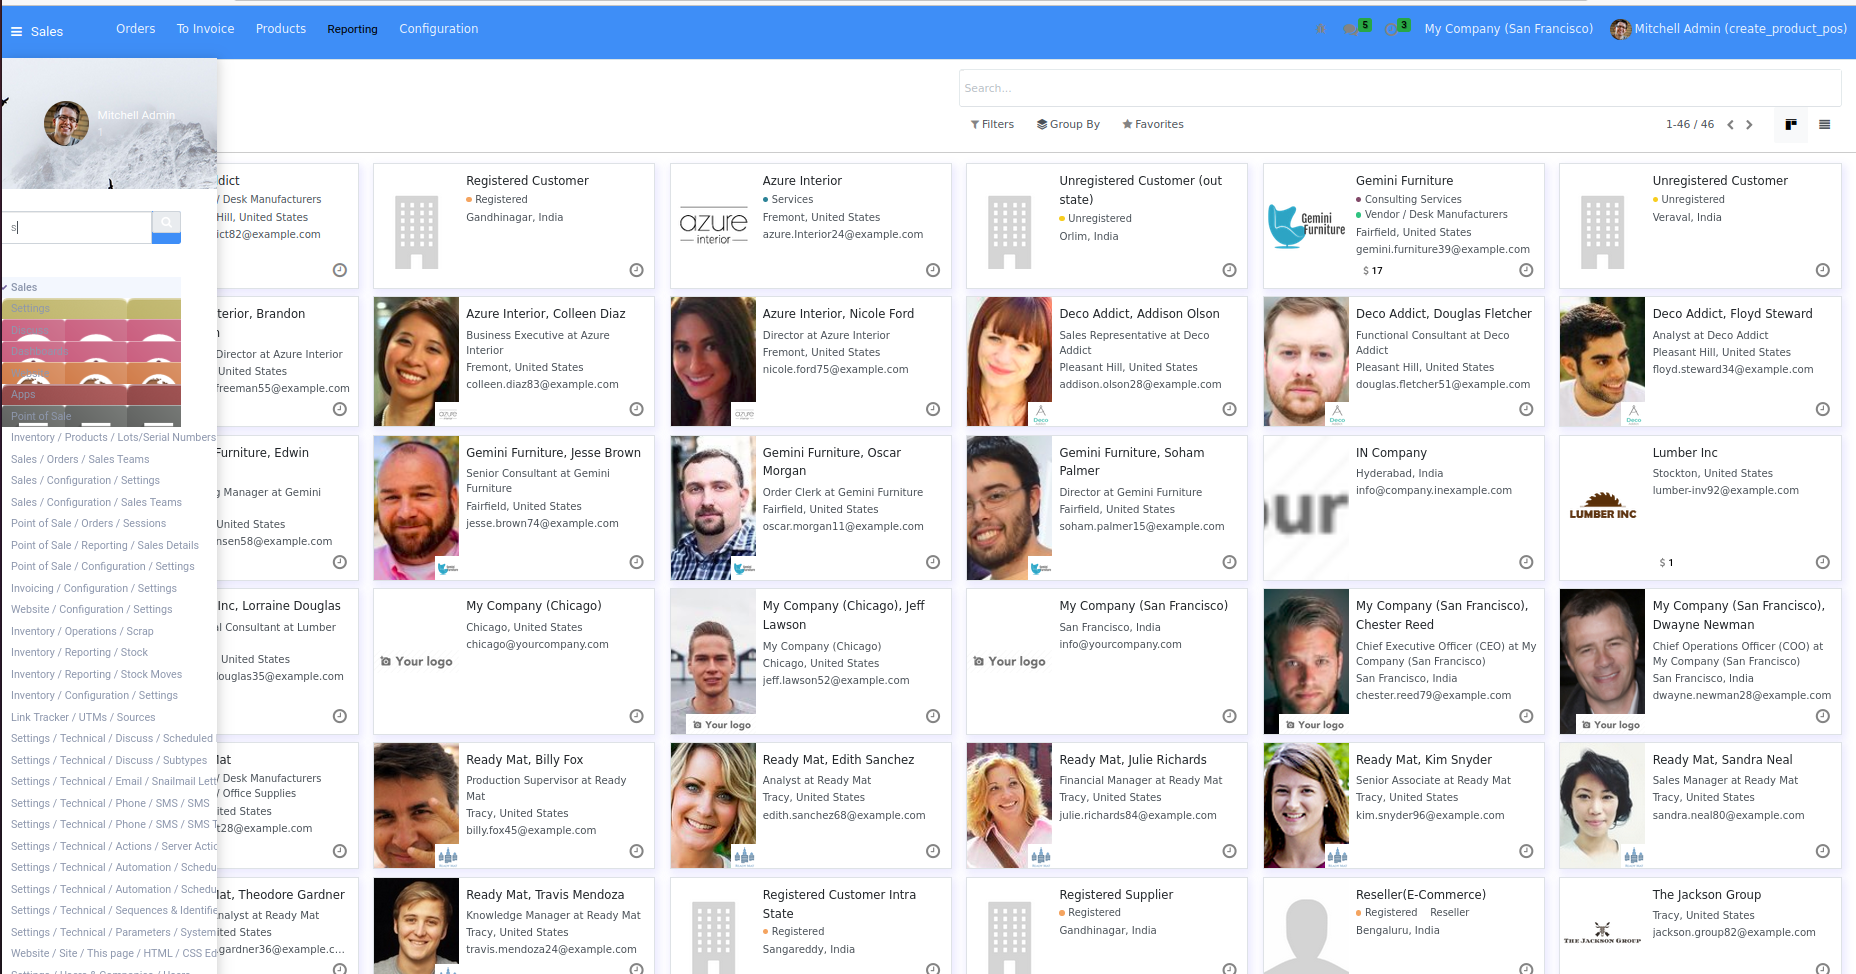 Sales
Orders
To Invoice
Products
Reporting
Configuration
5
3
My Company (San Francisco)
Mitchell Admin (create_product_pos)
Mitchell Admin
1
Search...
Filters
Group By
Favorites
1-46 / 46
s
Sales
Settings
Discuss
Dashboards
Apps
Point of Sale
Inventory / Products / Lots/Serial Numbers
Sales / Orders / Sales Teams
Sales / Configuration / Settings
Sales / Configuration / Sales Teams
Point of Sale / Orders / Sessions
Point of Sale / Reporting / Sales Details
Point of Sale / Configuration / Settings
Invoicing / Configuration / Settings
Website / Configuration / Settings
Inventory / Operations / Scrap
Inventory / Reporting / Stock
Inventory / Reporting / Stock Moves
Inventory / Configuration / Settings
Link Tracker / UTMs / Sources
Settings / Technical / Discuss / Scheduled
Settings / Technical / Discuss / Subtypes
Settings / Technical / Email / Snailmail Lett
Settings / Technical / Phone / SMS / SMS
Settings / Technical / Phone / SMS / SMS T
Settings / Technical / Actions / Server Actio
Settings / Technical / Automation / Schedu
Settings / Technical / Automation / Schedu
Settings / Technical / Sequences & Identifie
Settings / Technical / Parameters / System
Website / Site / This page / HTML / CSS Ed
dict
/ Desk Manufacturers
Hill, United States
ict82@example.com
Registered Customer
Registered
Gandhinagar, India
azure
interior
Azure Interior
Services
Fremont, United States
azure.Interior24@example.com
Unregistered Customer (out
state)
Unregistered
Orlim, India
Gemini
Furniture
Gemini Furniture
Consulting Services
Vendor / Desk Manufacturers
Fairfield, United States
gemini.furniture39@example.com
$ 17
Unregistered Customer
Unregistered
Veraval, India
terior, Brandon
Director at Azure Interior
United States
freeman55@example.com
Azure Interior, Colleen Diaz
Business Executive at Azure
Interior
Fremont, United States
colleen.diaz83@example.com
azure
Azure Interior, Nicole Ford
Director at Azure Interior
Fremont, United States
nicole.ford75@example.com
azure
Deco Addict, Addison Olson
Sales Representative at Deco
Addict
Pleasant Hill, United States
addison.olson28@example.com
Deco
Deco Addict, Douglas Fletcher
Functional Consultant at Deco
Addict
Pleasant Hill, United States
douglas.fletcher51@example.com
Deco
Deco Addict, Floyd Steward
Analyst at Deco Addict
Pleasant Hill, United States
floyd.steward34@example.com
Deco
Furniture, Edwin
g Manager at Gemini
United States
nsen58@example.com
Gemini Furniture, Jesse Brown
Senior Consultant at Gemini
Furniture
Fairfield, United States
jesse.brown74@example.com
Gemini Furniture, Oscar
Morgan
Order Clerk at Gemini Furniture
Fairfield, United States
oscar.morgan11@example.com
Gemini Furniture, Soham
Palmer
Director at Gemini Furniture
Fairfield, United States
soham.palmer15@example.com
our
IN Company
Hyderabad, India
info@company.inexample.com
LUMBER INC
Lumber Inc
Stockton, United States
lumber-inv92@example.com
$ 1
Inc, Lorraine Douglas
l Consultant at Lumber
United States
ouglas35@example.com
Your logo
My Company (Chicago)
Chicago, United States
chicago@yourcompany.com
Your logo
My Company (Chicago), Jeff
Lawson
My Company (Chicago)
Chicago, United States
jeff.lawson52@example.com
Your logo
My Company (San Francisco)
San Francisco, India
info@yourcompany.com
Your logo
My Company (San Francisco),
Chester Reed
Chief Executive Officer (CEO) at My
Company (San Francisco)
San Francisco, India
chester.reed79@example.com
Your logo
My Company (San Francisco),
Dwayne Newman
Chief Operations Officer (COO) at
My Company (San Francisco)
San Francisco, India
dwayne.newman28@example.com
Mat
/ Desk Manufacturers
/ Office Supplies
ited States
t28@example.com
Ready Mat, Billy Fox
Production Supervisor at Ready
Mat
Tracy, United States
billy.fox45@example.com
Ready Mat, Edith Sanchez
Analyst at Ready Mat
Tracy, United States
edith.sanchez68@example.com
Ready Mat, Julie Richards
Financial Manager at Ready Mat
Tracy, United States
julie.richards84@example.com
Ready Mat, Kim Snyder
Senior Associate at Ready Mat
Tracy, United States
kim.snyder96@example.com
Ready Mat, Sandra Neal
Sales Manager at Ready Mat
Tracy, United States
sandra.neal80@example.com
Mat, Theodore Gardner
nalyst at Ready Mat
ited States
gardner36@example.c...
Ready Mat, Travis Mendoza
Knowledge Manager at Ready Mat
Tracy, United States
travis.mendoza24@example.com
Registered Customer Intra
State
Registered
Sangareddy, India
Registered Supplier
Registered
Gandhinagar, India
Reseller(E-Commerce)
Registered
Reseller
Bengaluru, India
THE JACKSON GROUP
The Jackson Group
Tracy, United States
jackson.group82@example.com